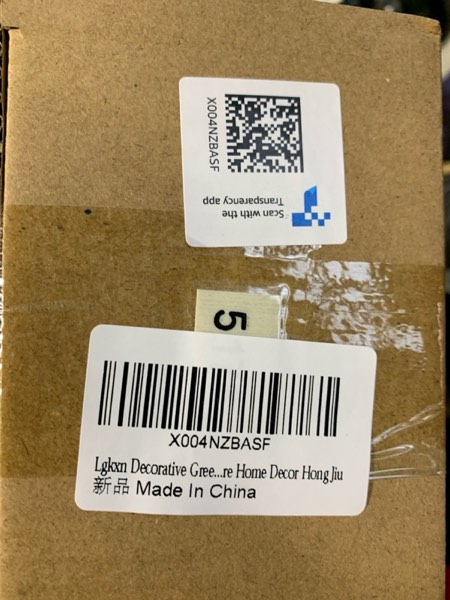 X004NZBASF
Scan with the
Transparency app
5
X004NZBASF
Lgkxn Decorative Gree...re Home Decor Hong Jiu
新品 Made In China